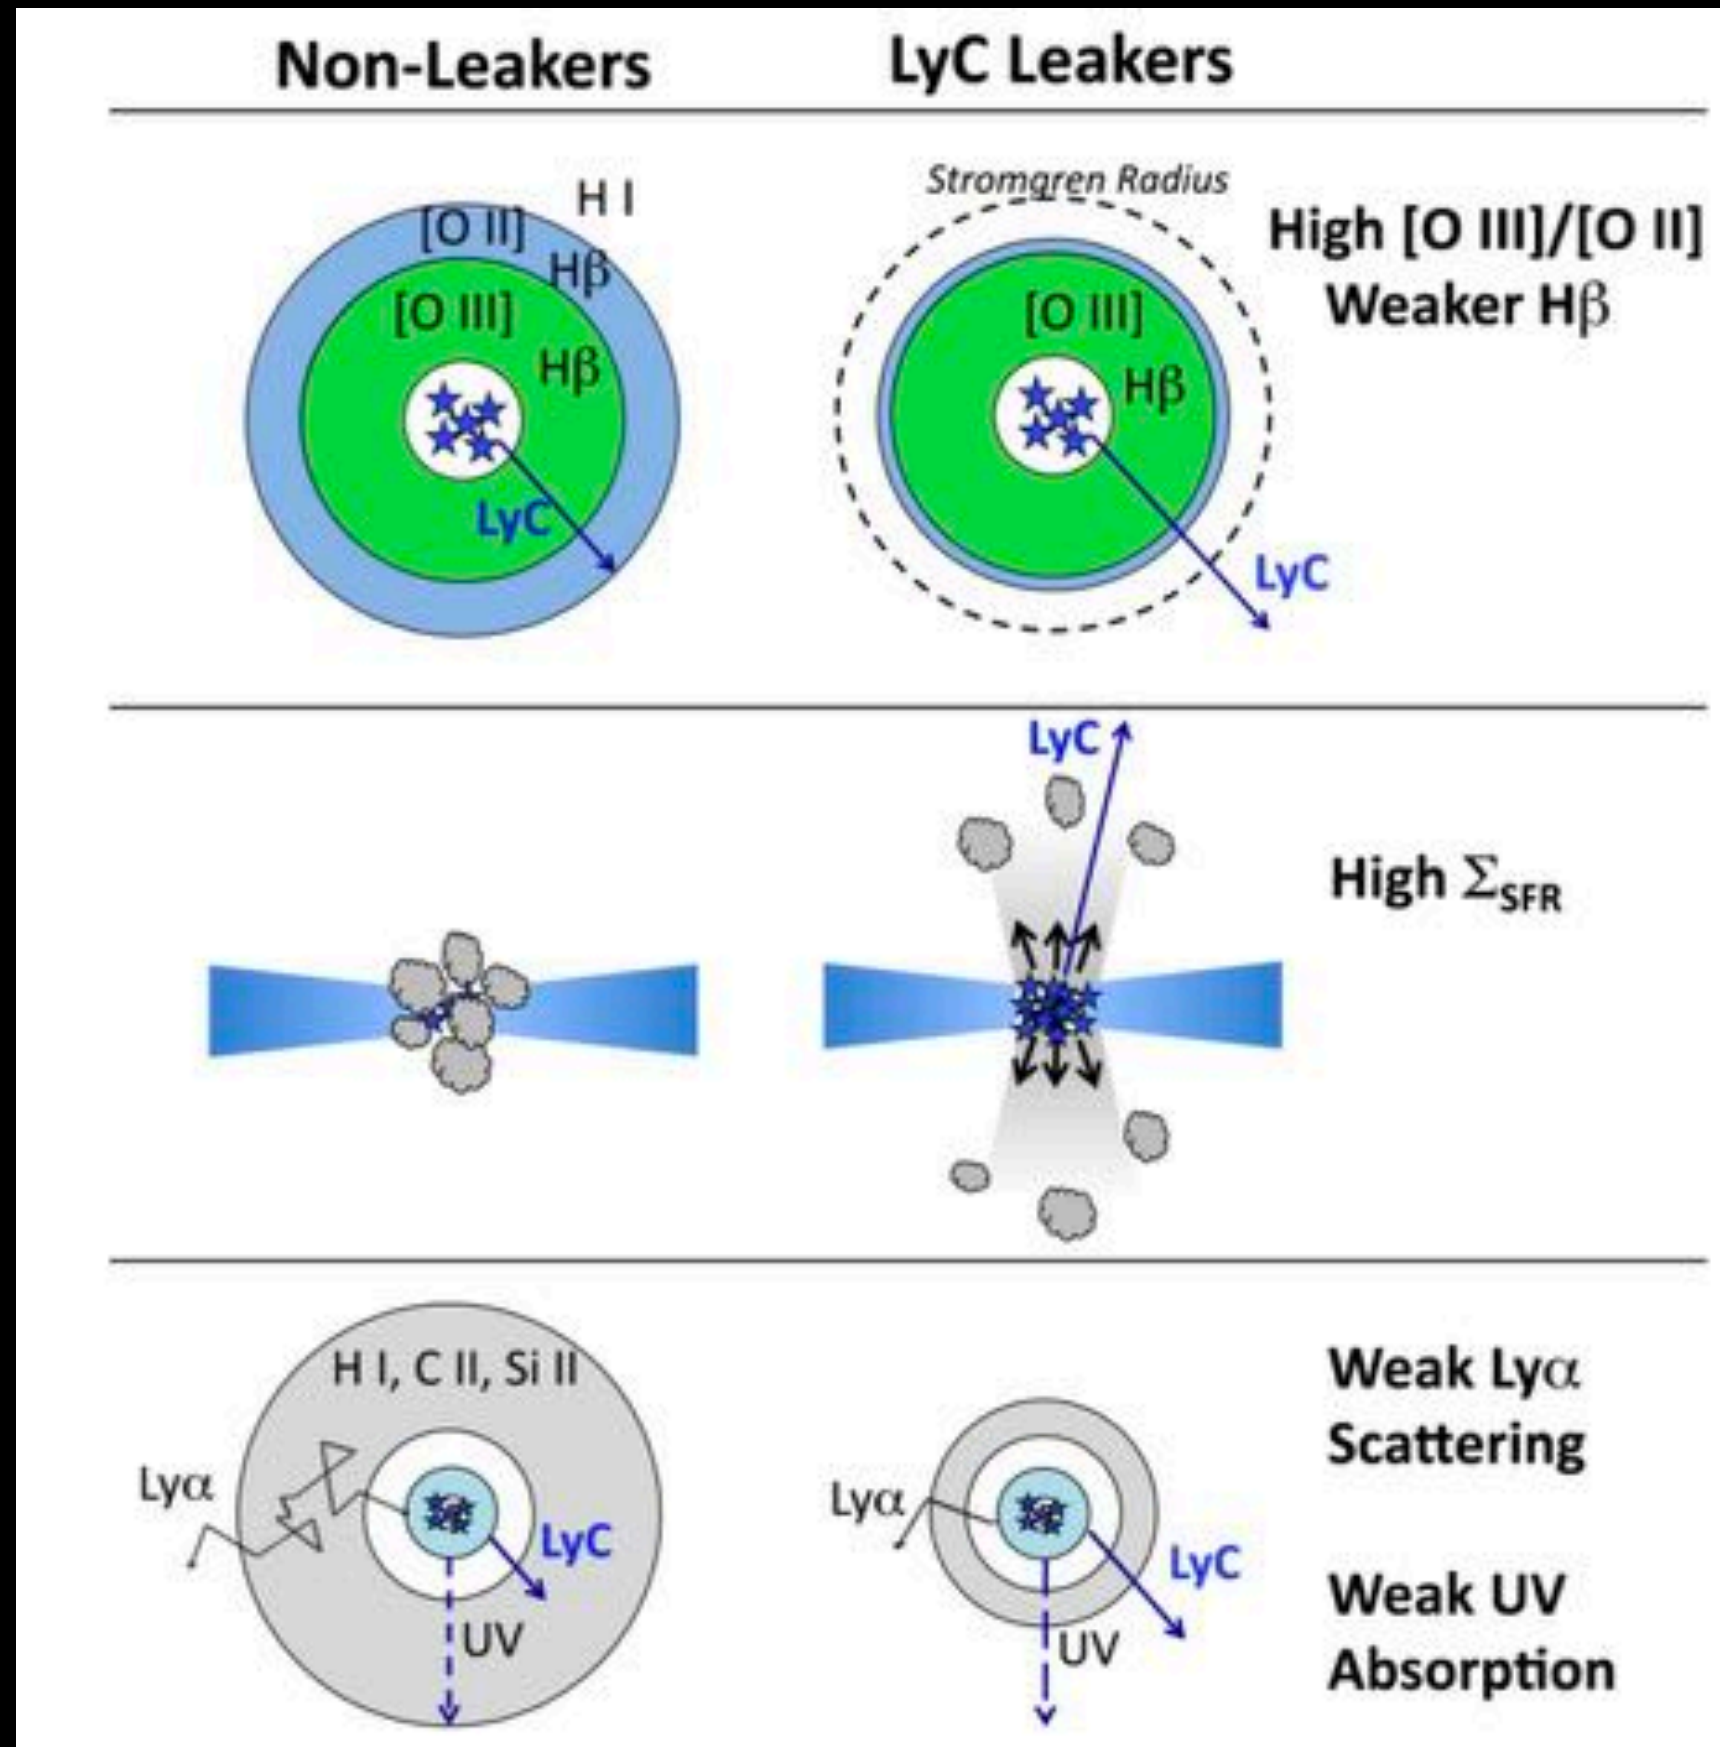 Non-Leakers
LyC Leakers
H I
[O II]
Hβ
[O III]
Hβ
LyC
Stromgren Radius
[O III]
Hβ
LyC
High [O III]/[O II]
Weaker Hβ
LyC
High Σ_SFR
H I, C II, Si II
Lyα
LyC
UV
Lyα
LyC
UV
Weak Lyα
Scattering
Weak UV
Absorption